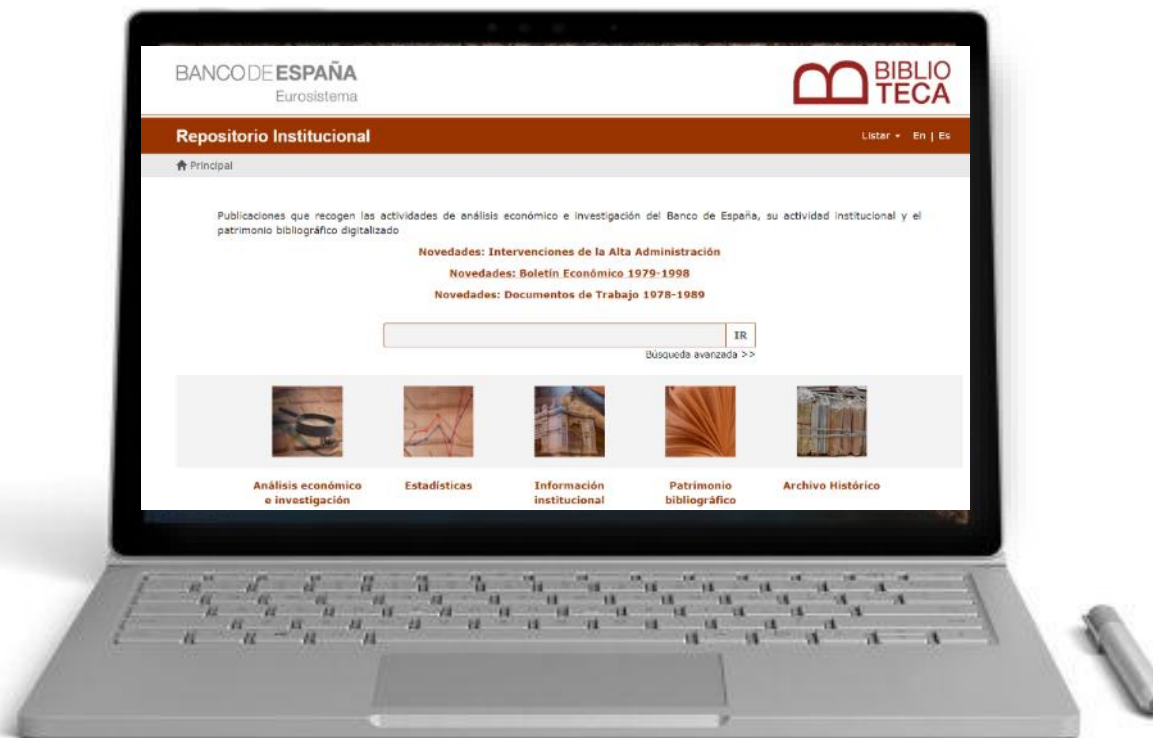 BANCO DE ESPAÑA
Eurosistema
BIBLIO
TECA
Repositorio Institucional
Listar
En | Es
Principal
Publicaciones que recogen las actividades de análisis económico e investigación del Banco de España, su actividad institucional y el
patrimonio bibliográfico digitalizado
Novedades: Intervenciones de la Alta Administración
Novedades: Boletín Económico 1979-1998
Novedades: Documentos de Trabajo 1978-1989
IR
Búsqueda avanzada >>
Análisis económico
e investigación
Estadísticas
Información
institucional
Patrimonio
bibliográfico
Archivo Histórico